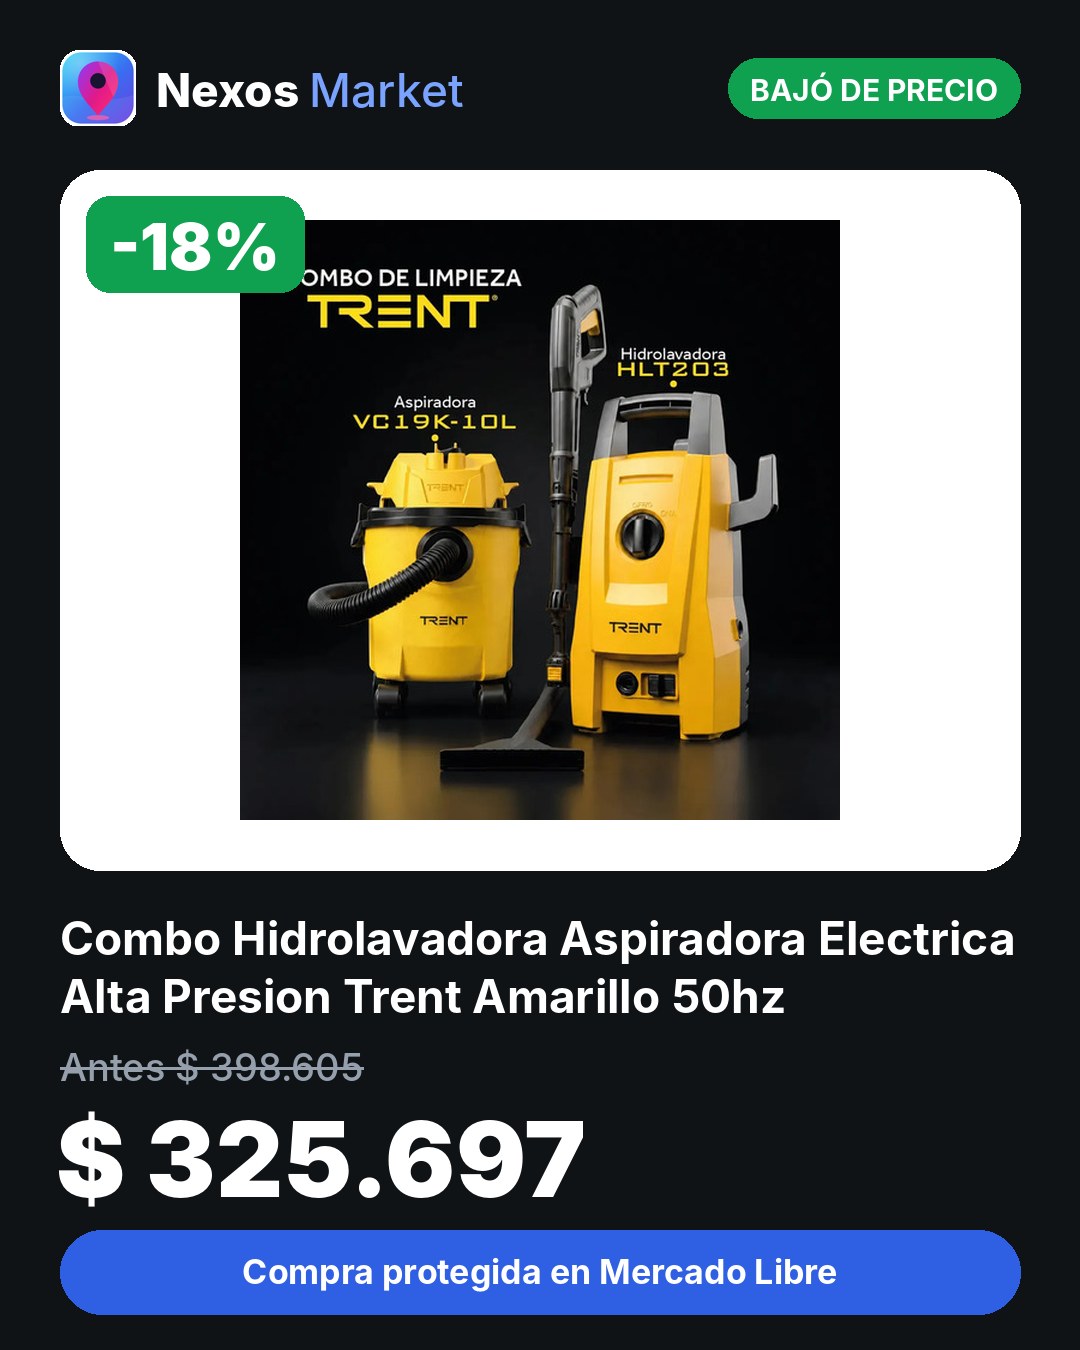 Nexos Market
BAJÓ DE PRECIO
-18%
OMBO DE LIMPIEZA
TRENT
Hidrolavadora
HLT203
Aspiradora
VC19K-10L
TRENT
TRENT
TRENT
Combo Hidrolavadora Aspiradora Electrica
Alta Presion Trent Amarillo 50hz
Antes $ 398.605
$ 325.697
Compra protegida en Mercado Libre